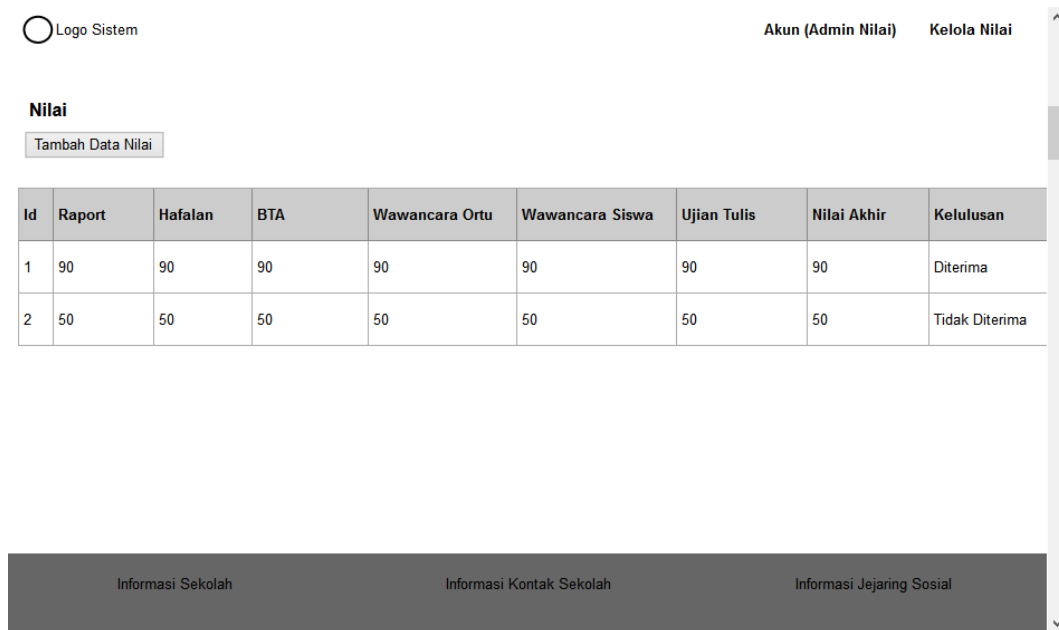 Logo Sistem Akun (Admin Nilai) Kelola Nilai
Nilai
Tambah Data Nilai
Id Raport Hafalan BTA Wawancara Ortu Wawancara Siswa Ujian Tulis Nilai Akhir Kelulusan
1 90 90 90 90 90 90 90 Diterima
2 50 50 50 50 50 50 50 Tidak Diterima
Informasi Sekolah Informasi Kontak Sekolah Informasi Jejaring Sosial